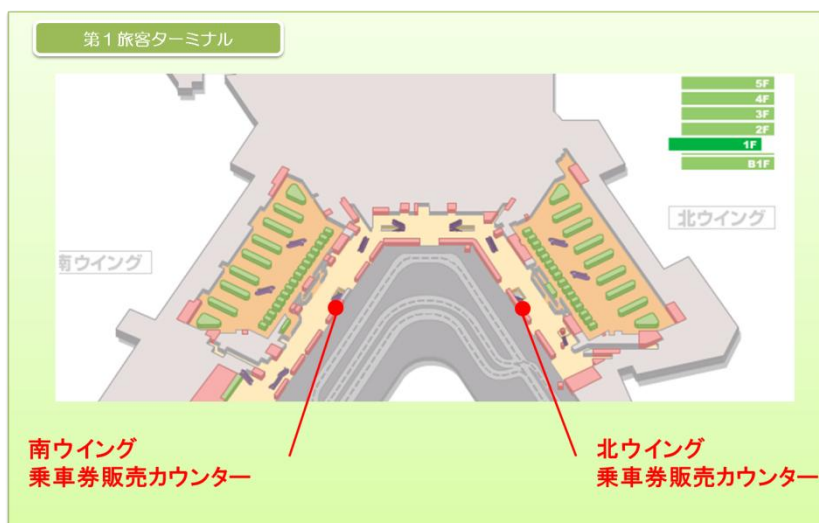 第１旅客ターミナル
5F
4F
3F
2F
1F
B1F
北ウイング
南ウイング
南ウイング
乗車券販売カウンター
北ウイング
乗車券販売カウンター